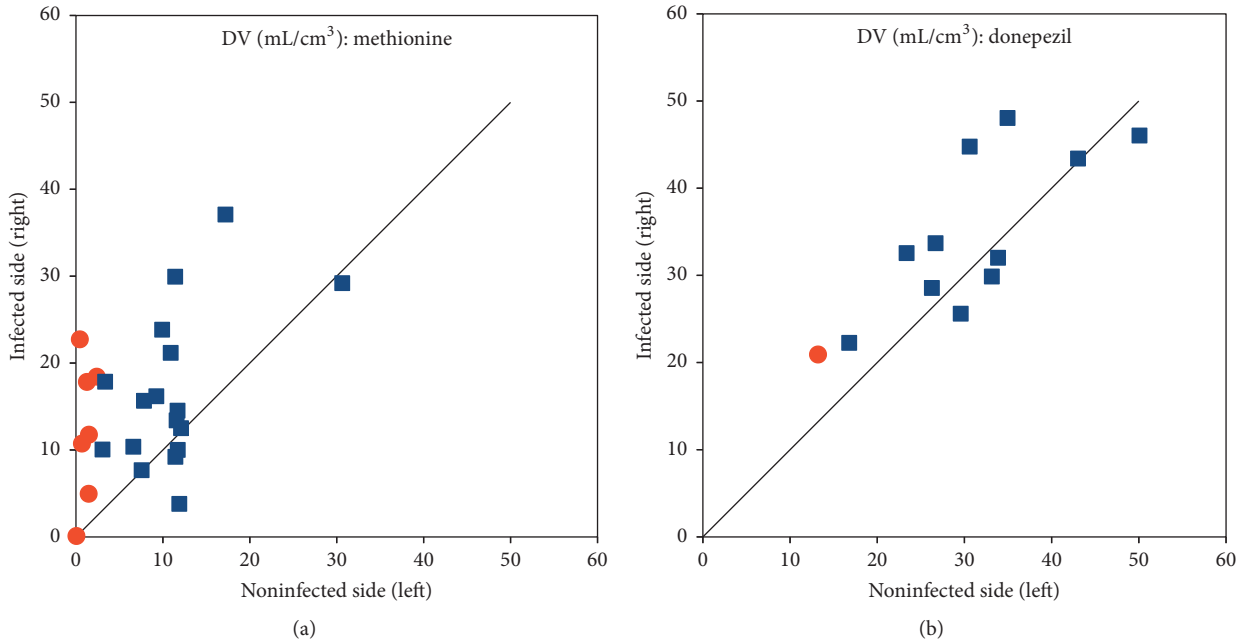 DV (mL/cm³): methionine
60
50
40
30
20
10
0
Infected side (right)
0 10 20 30 40 50 60
Noninfected side (left)
(a)
DV (mL/cm³): donepezil
60
50
40
30
20
10
0
Infected side (right)
0 10 20 30 40 50 60
Noninfected side (left)
(b)